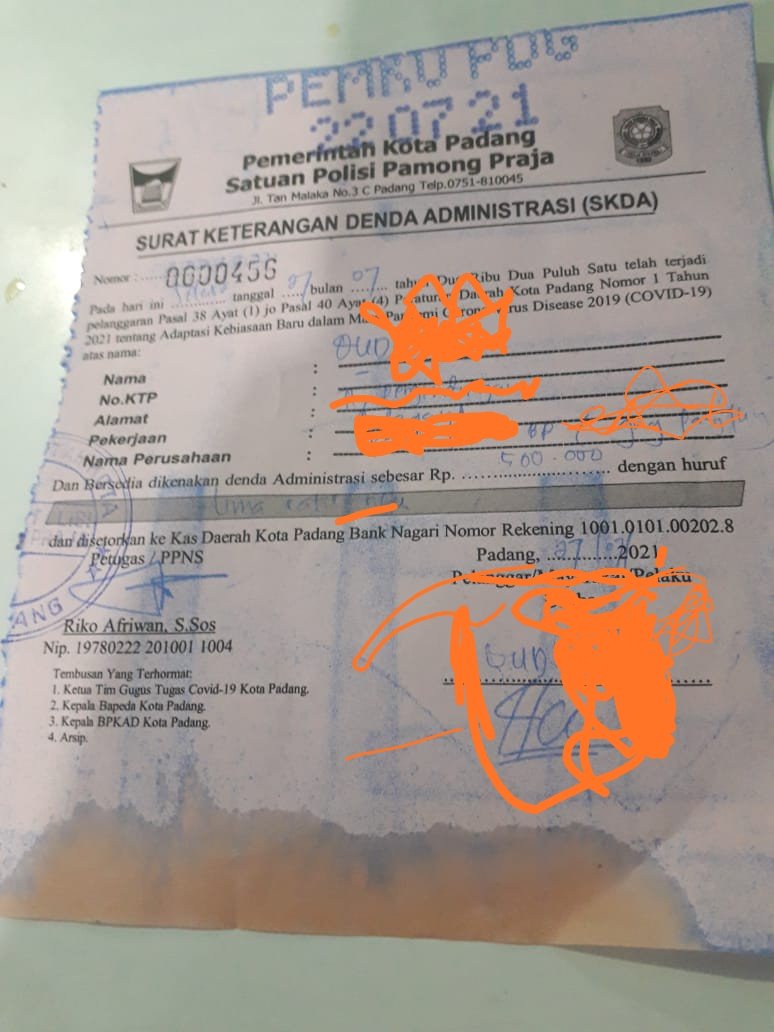 PEMKO PDG
22 07 21
Pemerintah Kota Padang
Satuan Polisi Pamong Praja
Jl. Tan Malaka No.3 C Padang Telp.0751-810045
SURAT KETERANGAN DENDA ADMINISTRASI (SKDA)
Nomor : ..... 0000456
Pada hari ini ............ tanggal .... bulan .07. tahun Dua Ribu Dua Puluh Satu telah terjadi
pelanggaran Pasal 38 Ayat (1) jo Pasal 40 Ayat (4) Peraturan Daerah Kota Padang Nomor 1 Tahun
2021 tentang Adaptasi Kebiasaan Baru dalam Pandemi Corona Virus Disease 2019 (COVID-19)
atas nama:
Nama :
No.KTP :
Alamat :
Pekerjaan :
Nama Perusahaan :
Dan Bersedia dikenakan denda Administrasi sebesar Rp. 500.000 dengan huruf
lima ratus ribu
dan disetorkan ke Kas Daerah Kota Padang Bank Nagari Nomor Rekening 1001.0101.00202.8
Petugas / PPNS
Padang, ..............2021
Pelaku
Riko Afriwan, S.Sos
Nip. 19780222 201001 1004
Tembusan Yang Terhormat:
1. Ketua Tim Gugus Tugas Covid-19 Kota Padang.
2. Kepala Bapeda Kota Padang.
3. Kepala BPKAD Kota Padang.
4. Arsip.